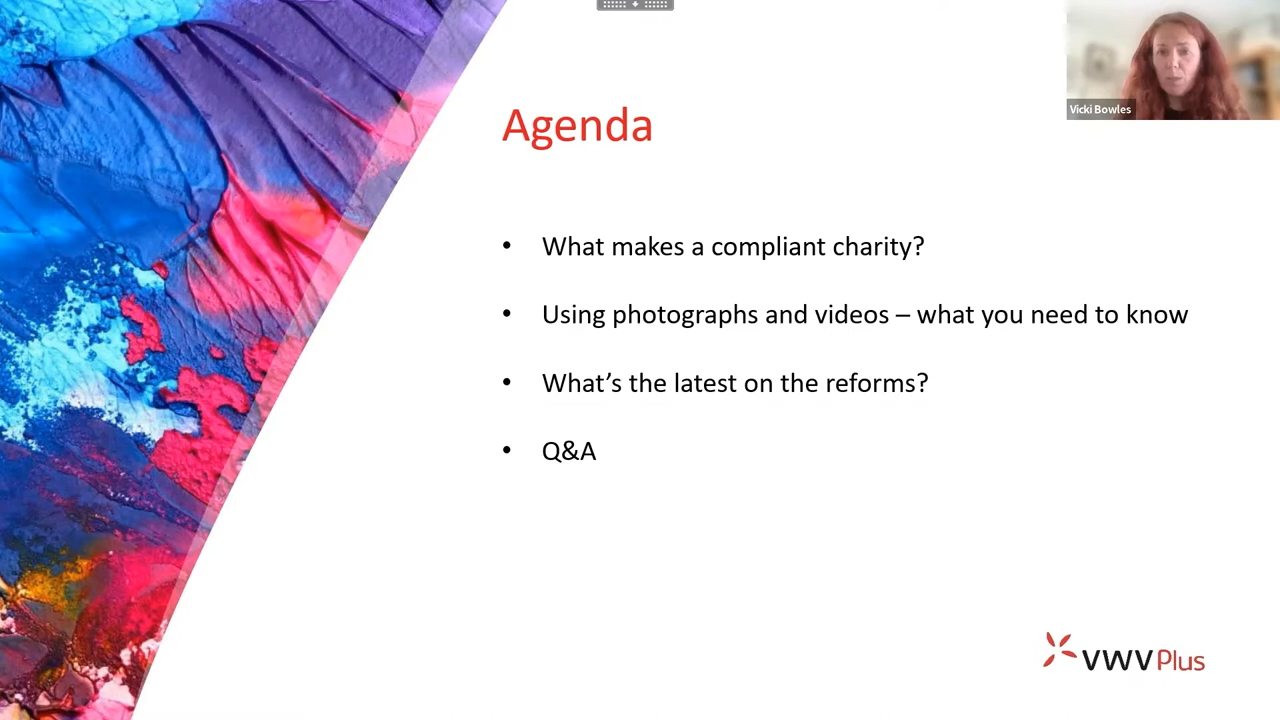 Vicki Bowles
Agenda
• What makes a compliant charity?
• Using photographs and videos – what you need to know
• What’s the latest on the reforms?
• Q&A
VWV Plus